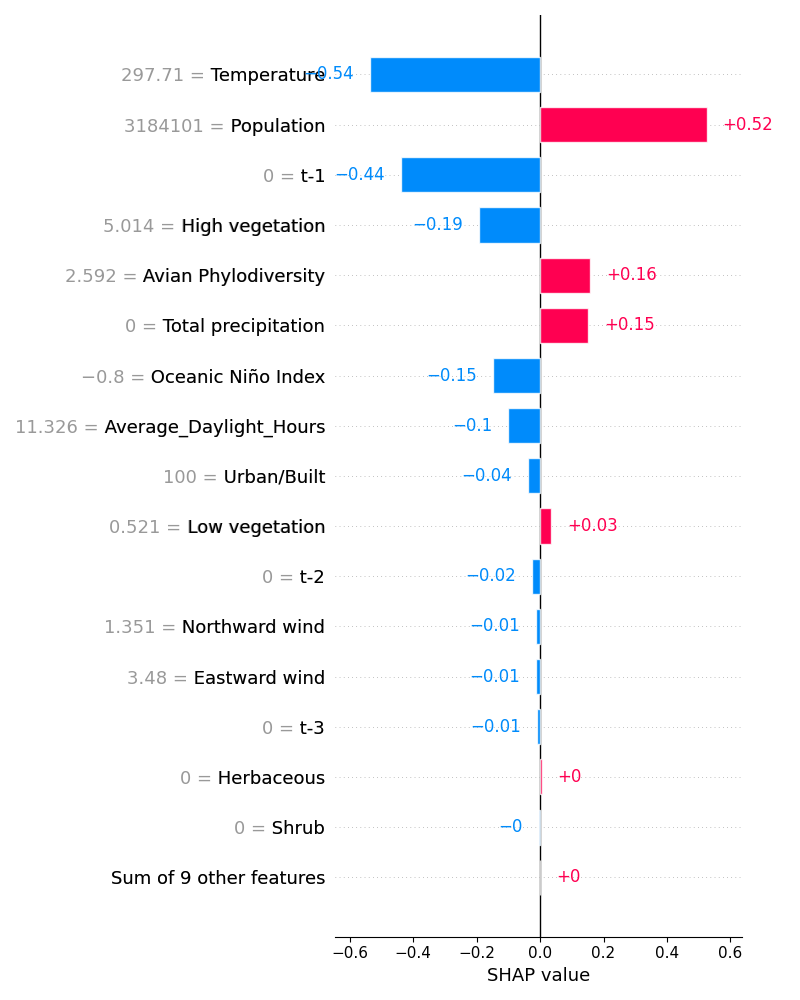 297.71 = Temperature −0.54
3184101 = Population +0.52
0 = t-1 −0.44
5.014 = High vegetation −0.19
2.592 = Avian Phylodiversity +0.16
0 = Total precipitation +0.15
−0.8 = Oceanic Niño Index −0.15
11.326 = Average_Daylight_Hours −0.1
100 = Urban/Built −0.04
0.521 = Low vegetation +0.03
0 = t-2 −0.02
1.351 = Northward wind −0.01
3.48 = Eastward wind −0.01
0 = t-3 −0.01
0 = Herbaceous +0
0 = Shrub −0
Sum of 9 other features +0
−0.6 −0.4 −0.2 0.0 0.2 0.4 0.6
SHAP value